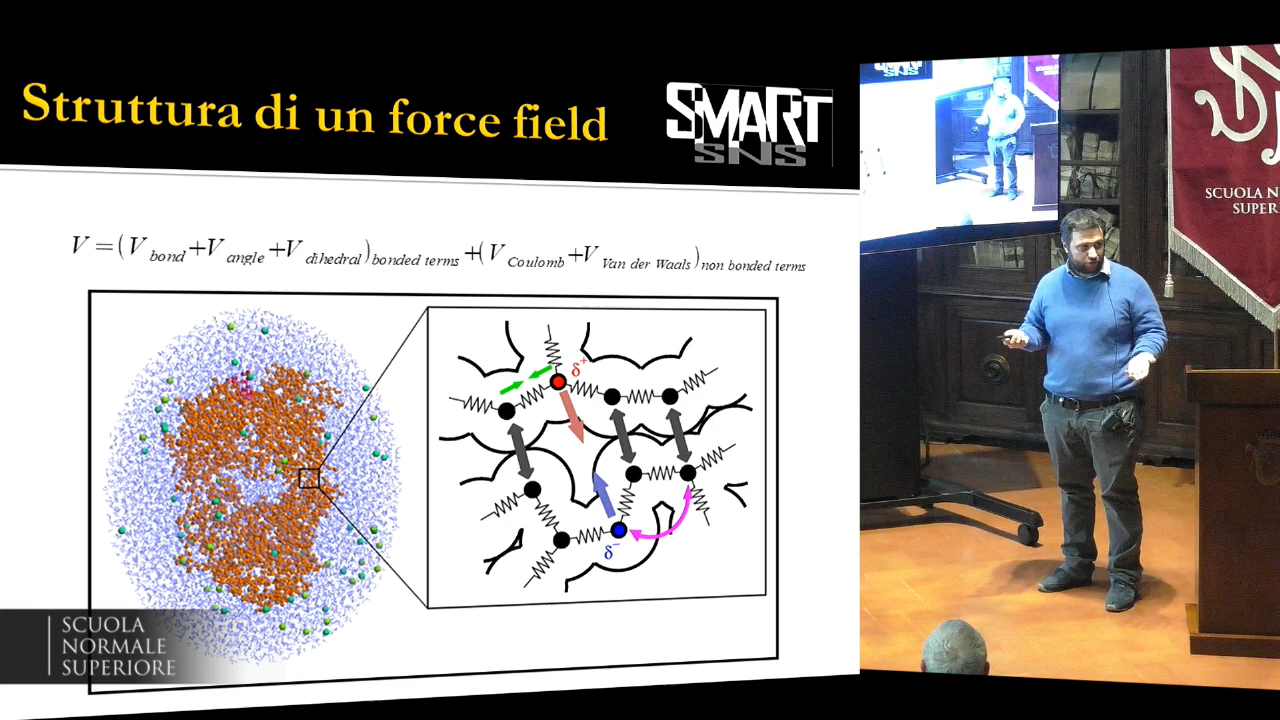 Struttura di un force field
SMART
SNS
V = (V bond + V angle + V dihedral) bonded terms + (V Coulomb + V Van der Waals) non bonded terms
δ+
δ−
SCUOLA
NORMALE
SUPERIORE
SNS
SCUOLA N
SUPER